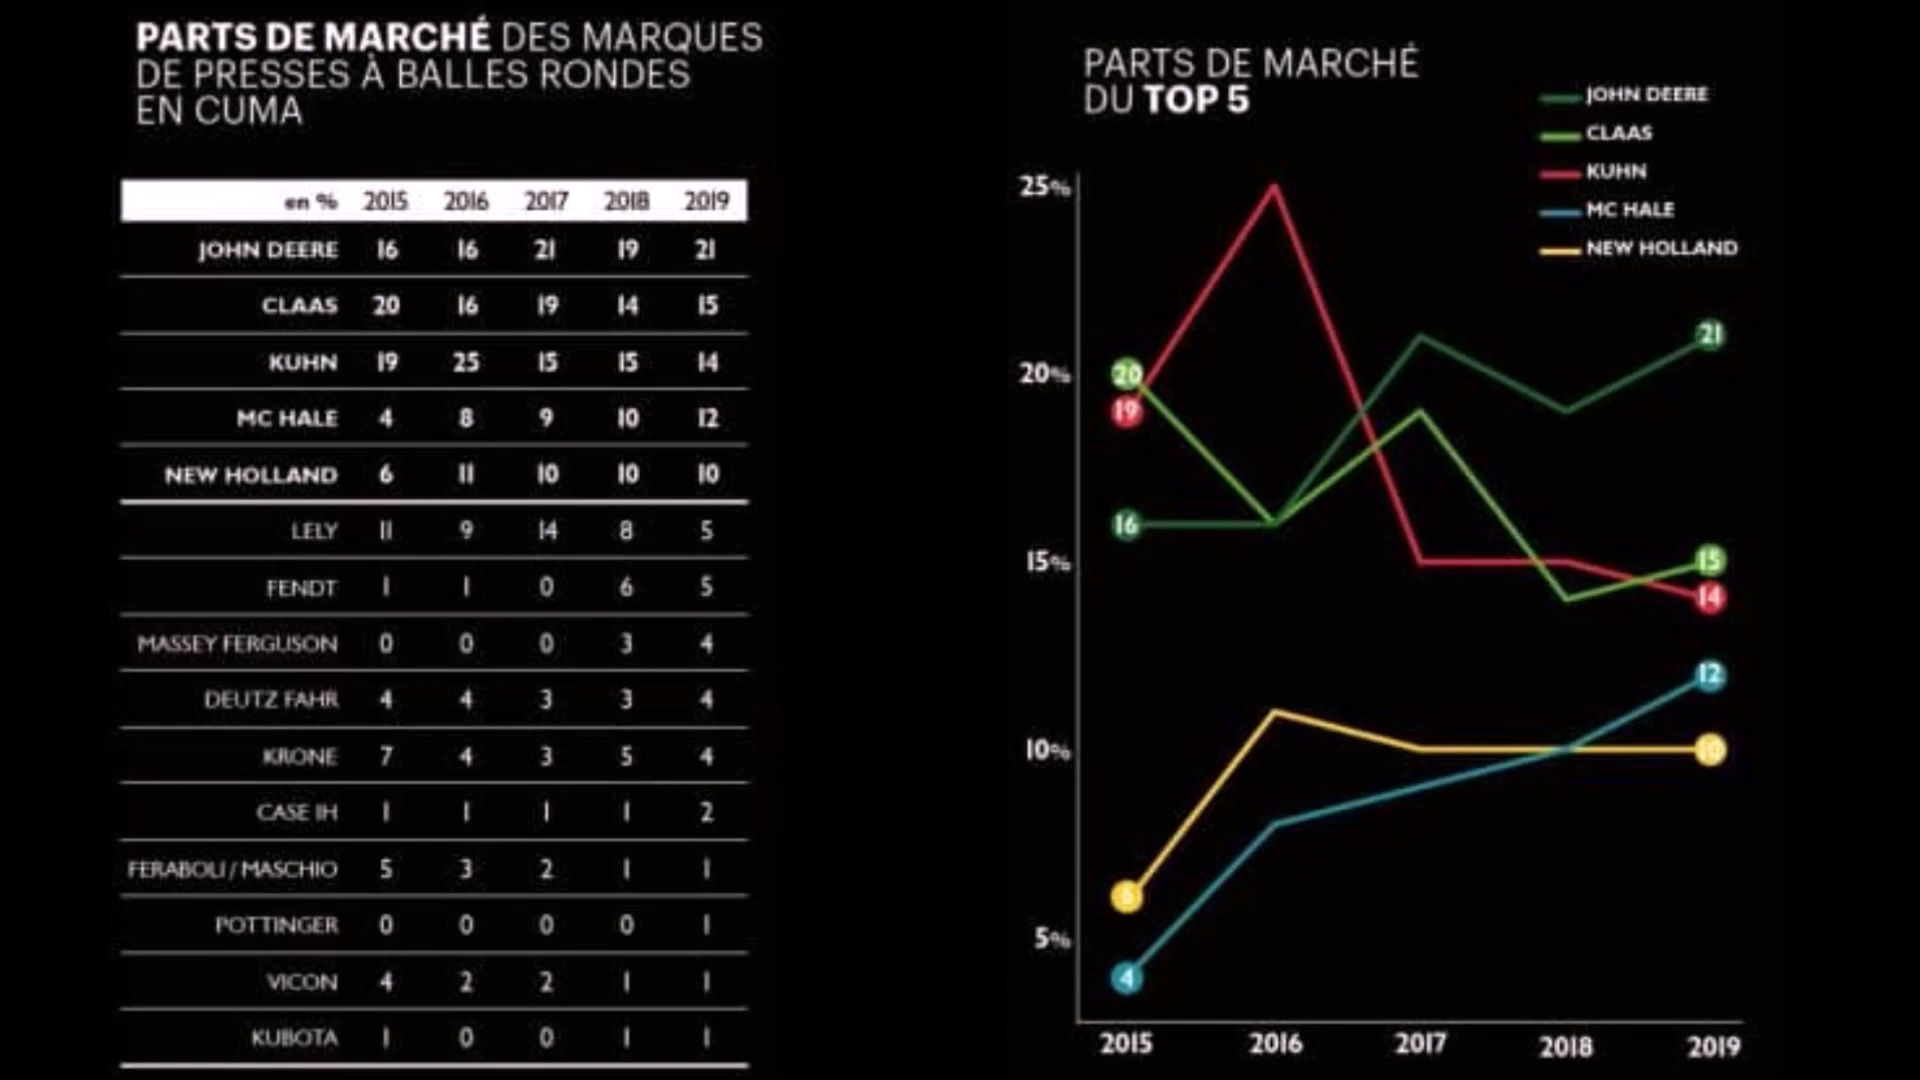 PARTS DE MARCHÉ DES MARQUES
DE PRESSES À BALLES RONDES
EN CUMA
en % 2015 2016 2017 2018 2019
JOHN DEERE 16 16 21 19 21
CLAAS 20 16 19 14 15
KUHN 19 25 15 15 14
MC HALE 4 8 9 10 12
NEW HOLLAND 6 11 10 10 10
LELY 11 9 14 8 5
FENDT 1 1 0 6 5
MASSEY FERGUSON 0 0 0 3 4
DEUTZ FAHR 4 4 3 3 4
KRONE 7 4 3 5 4
CASE IH 1 1 1 1 2
FERABOLI / MASCHIO 5 3 2 1 1
POTTINGER 0 0 0 0 1
VICON 4 2 2 1 1
KUBOTA 1 0 0 1 1
PARTS DE MARCHÉ
DU TOP 5
JOHN DEERE
CLAAS
KUHN
MC HALE
NEW HOLLAND
25%
20%
15%
10%
5%
20
19
16
6
4
21
15
14
12
10
2015 2016 2017 2018 2019